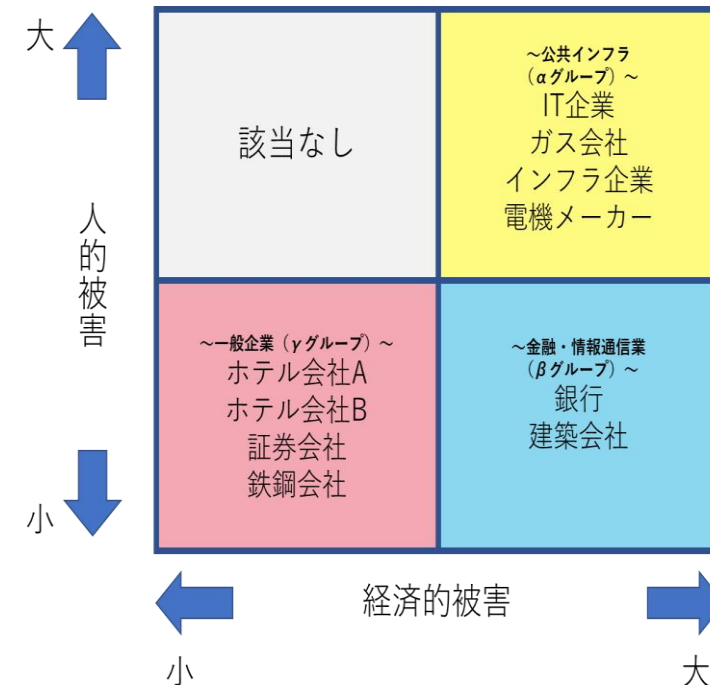 大
人的被害
小
該当なし
~公共インフラ
(αグループ)~
IT企業
ガス会社
インフラ企業
電機メーカー
~一般企業(γグループ)~
ホテル会社A
ホテル会社B
証券会社
鉄鋼会社
~金融・情報通信業
(βグループ)~
銀行
建築会社
経済的被害
小
大